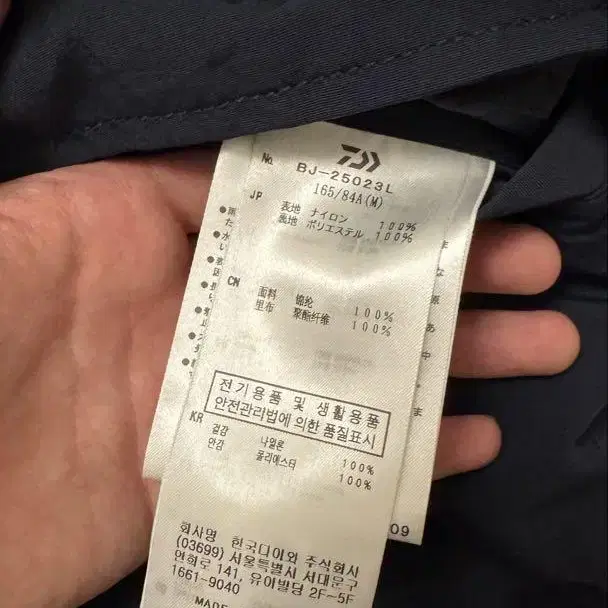 No. BJ-25023L
165/84A(M)
JP 表地 ナイロン 100%
裏地 ポリエステル 100%
CN 面料 锦纶 100%
里布 聚酯纤维 100%
전기용품 및 생활용품
안전관리법에 의한 품질표시
KR 겉감 나일론 100%
안감 폴리에스터 100%
09
회사명 한국다이와 주식회사
(03699) 서울특별시 서대문구
연희로 141, 유이빌딩 2F~5F
1661-9040
MADE